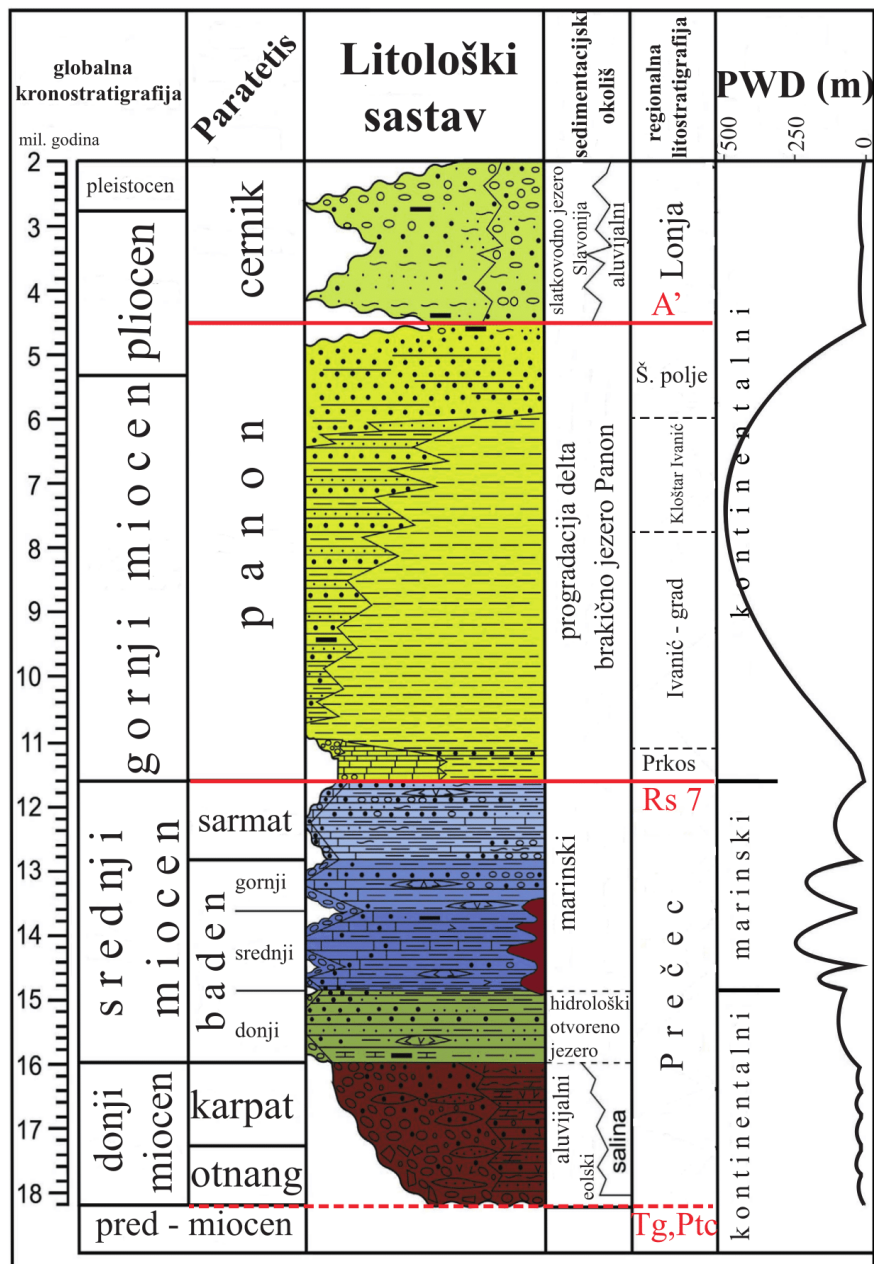 globalna
kronostratigrafija
mil. godina
Paratetis
Litološki
sastav
sedimentacijski
okoliš
regionalna
litostratigrafija
PWD (m)
-500
-250
0
2
3
4
5
6
7
8
9
10
11
12
13
14
15
16
17
18
pleistocen
pliocen
gornji miocen
srednji
miocen
donji
miocen
pred - miocen
cernik
panon
sarmat
baden
gornji
srednji
donji
karpat
otnang
slatkovodno jezero
Slavonija
aluvijalni
progradacija delta
brakično jezero Panon
marinski
hidrološki
otvoreno
jezero
aluvijalni
eolski
salina
Lonja
A’
Š. polje
Kloštar Ivanić
Ivanić - grad
Prkos
Rs 7
Prečec
Tg,Ptc
kontinentalni
marinski
kontinentalni